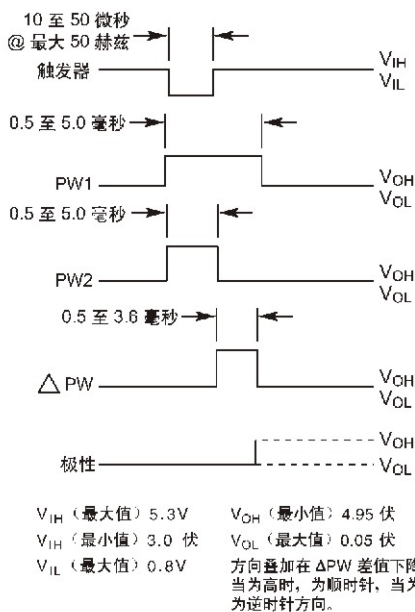 10 至 50 微秒
@ 最大 50 赫兹
触发器
VIH
VIL
0.5 至 5.0 毫秒
PW1
VOH
VOL
0.5 至 5.0 毫秒
PW2
VOH
VOL
0.5 至 3.6 毫秒
△ PW
VOH
VOL
极性
VOH
VOL
VIH（最大值）5.3V
VOH（最小值）4.95 伏
VIH（最小值）3.0 伏
VOL（最大值）0.05 伏
VIL（最大值）0.8V
方向叠加在 ΔPW 差值下降
当为高时，为顺时针，当为
为逆时针方向。